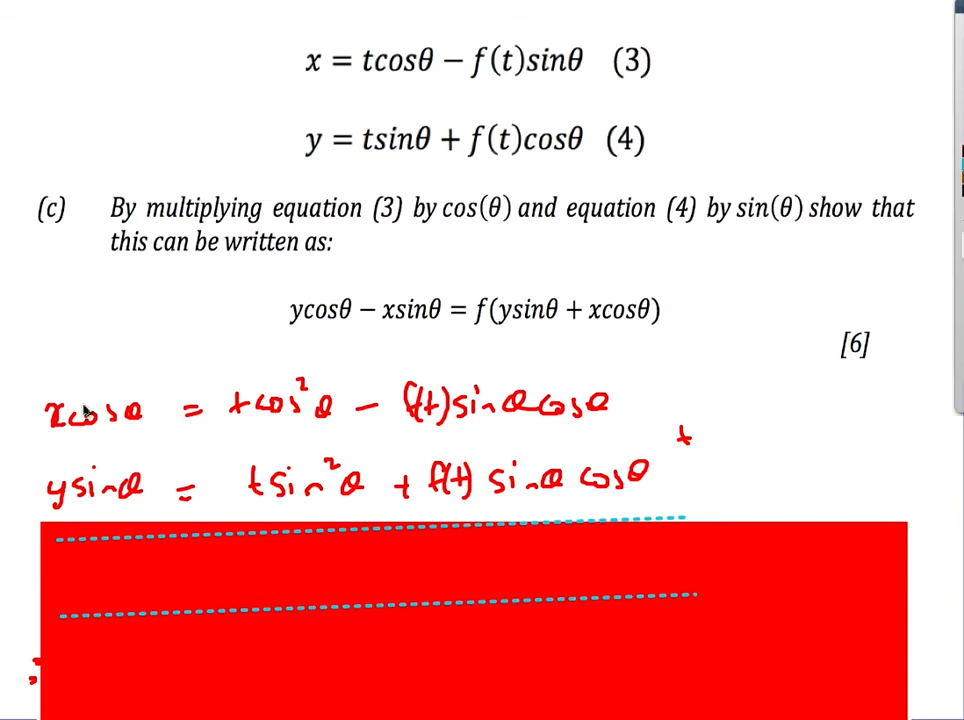 x = tcosθ − f(t)sinθ (3)
y = tsinθ + f(t)cosθ (4)
(c) By multiplying equation (3) by cos(θ) and equation (4) by sin(θ) show that
this can be written as:
ycosθ − xsinθ = f(ysinθ + xcosθ)
[6]
xcosθ = tcos²θ − f(t)sinθcosθ
+
ysinθ = tsin²θ + f(t) sinθ cosθ